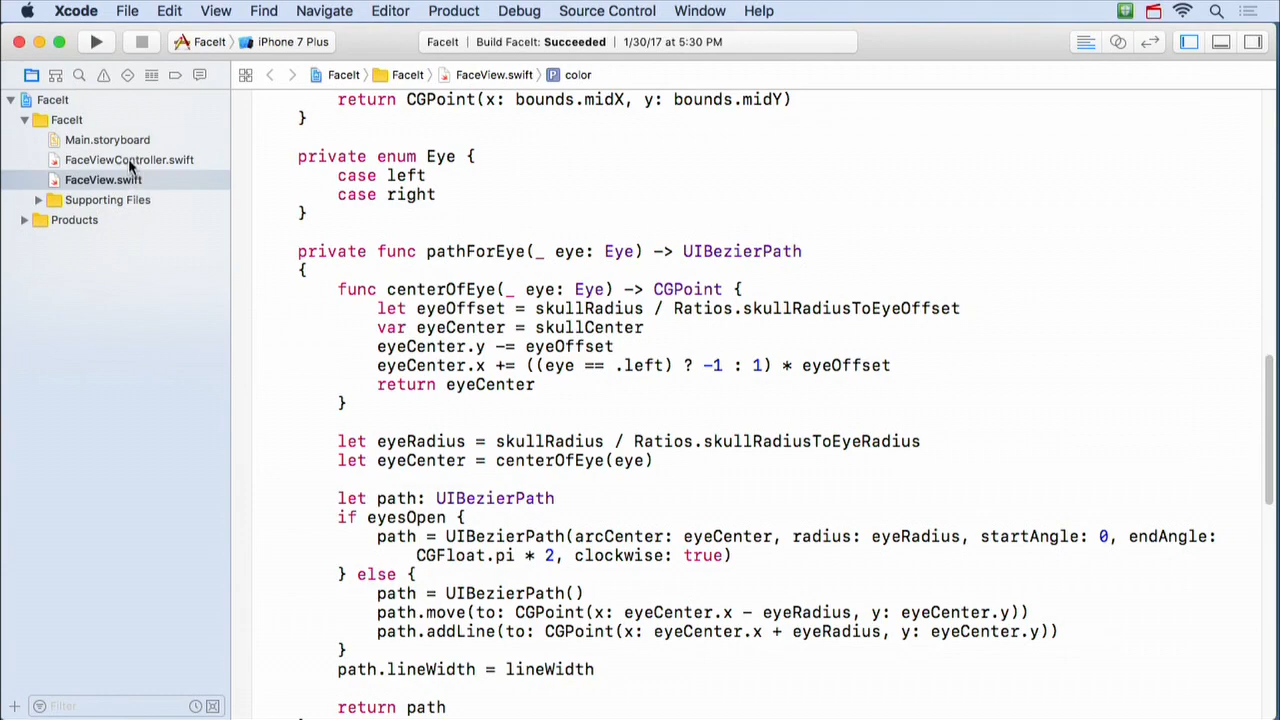 Xcode File Edit View Find Navigate Editor Product Debug Source Control Window Help
FaceIt iPhone 7 Plus FaceIt Build FaceIt: Succeeded 1/30/17 at 5:30 PM
FaceIt FaceIt FaceView.swift P color
FaceIt
FaceIt
Main.storyboard
FaceViewController.swift
FaceView.swift
Supporting Files
Products
Filter
return CGPoint(x: bounds.midX, y: bounds.midY)
}
private enum Eye {
case left
case right
}
private func pathForEye(_ eye: Eye) -> UIBezierPath
{
func centerOfEye(_ eye: Eye) -> CGPoint {
let eyeOffset = skullRadius / Ratios.skullRadiusToEyeOffset
var eyeCenter = skullCenter
eyeCenter.y -= eyeOffset
eyeCenter.x += ((eye == .left) ? -1 : 1) * eyeOffset
return eyeCenter
}
let eyeRadius = skullRadius / Ratios.skullRadiusToEyeRadius
let eyeCenter = centerOfEye(eye)
let path: UIBezierPath
if eyesOpen {
path = UIBezierPath(arcCenter: eyeCenter, radius: eyeRadius, startAngle: 0, endAngle:
CGFloat.pi * 2, clockwise: true)
} else {
path = UIBezierPath()
path.move(to: CGPoint(x: eyeCenter.x - eyeRadius, y: eyeCenter.y))
path.addLine(to: CGPoint(x: eyeCenter.x + eyeRadius, y: eyeCenter.y))
}
path.lineWidth = lineWidth
return path